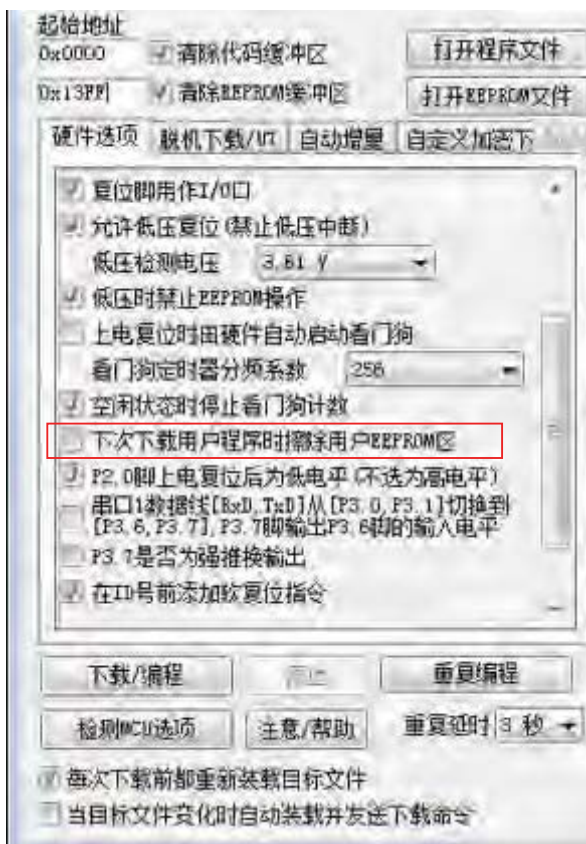 起始地址
0x0000 清除代码缓冲区 打开程序文件
0x13FF 清除EEPROM缓冲区 打开EEPROM文件
硬件选项 脱机下载/U7 自动增量 自定义加密下
复位脚用作I/O口
允许低压复位(禁止低压中断)
低压检测电压 3.61 V
低压时禁止EEPROM操作
上电复位时由硬件自动启动看门狗
看门狗定时器分频系数 256
空闲状态时停止看门狗计数
下次下载用户程序时擦除用户EEPROM区
P2.0脚上电复位后为低电平(不选为高电平)
串口1数据线[RxD,TxD]从[P3.0,P3.1]切换到
[P3.6,P3.7],P3.7脚输出P3.6脚的输入电平
P3.7是否为强推换输出
在ID号前添加软复位指令
下载/编程 停止 重复编程
检测MCU选项 注意/帮助 重复延时 3 秒
每次下载前都重新装载目标文件
当目标文件变化时自动装载并发送下载命令